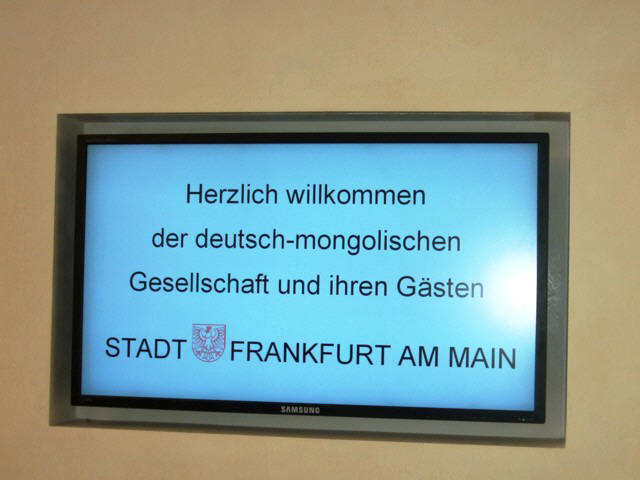 Herzlich willkommen
der deutsch-mongolischen
Gesellschaft und ihren Gästen
STADT FRANKFURT AM MAIN
SAMSUNG